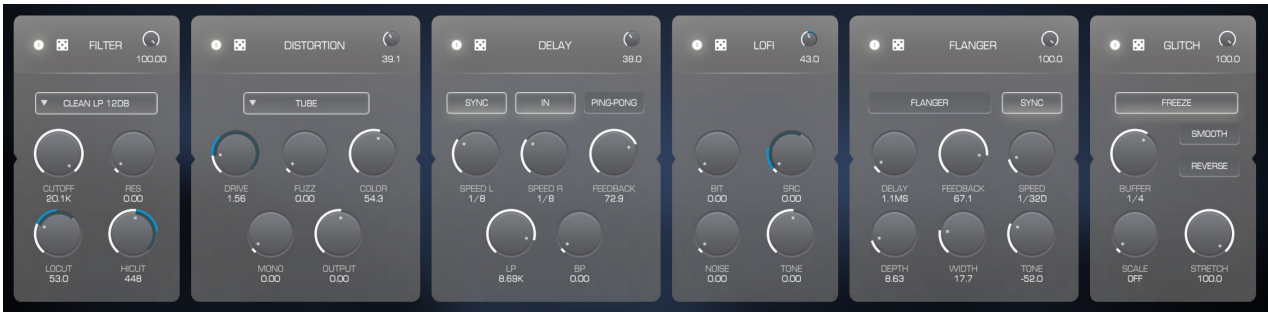 FILTER
100.00
CLEAN LP 12DB
CUTOFF
20.1K
RES
0.00
LOCUT
53.0
HICUT
448
DISTORTION
39.1
TUBE
DRIVE
1.56
FUZZ
0.00
COLOR
54.3
MONO
0.00
OUTPUT
0.00
DELAY
38.0
SYNC
IN
PING-PONG
SPEED L
1/8
SPEED R
1/8
FEEDBACK
72.9
LP
8.69K
BP
0.00
LOFI
43.0
BIT
0.00
SRC
0.00
NOISE
0.00
TONE
0.00
FLANGER
100.0
FLANGER
SYNC
DELAY
1.1MS
FEEDBACK
67.1
SPEED
1/32D
DEPTH
8.63
WIDTH
17.7
TONE
-52.0
GLITCH
100.0
FREEZE
SMOOTH
REVERSE
BUFFER
1/4
SCALE
OFF
STRETCH
100.0